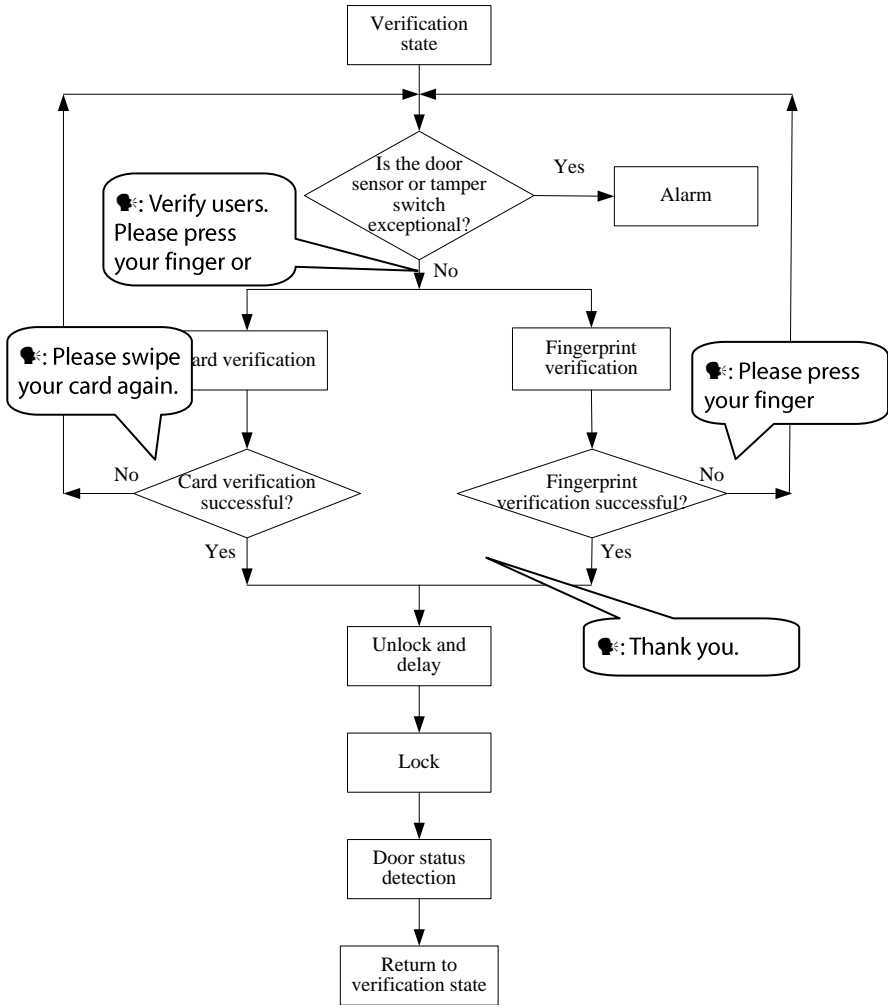 Verification
state
Is the door
sensor or tamper
switch
exceptional?
Yes
Alarm
: Verify users.
Please press
your finger or
No
: Please swipe
your card again.
ard verification
Fingerprint
verification
: Please press
your finger
No
Card verification
successful?
Fingerprint
verification successful?
No
Yes
Yes
: Thank you.
Unlock and
delay
Lock
Door status
detection
Return to
verification state